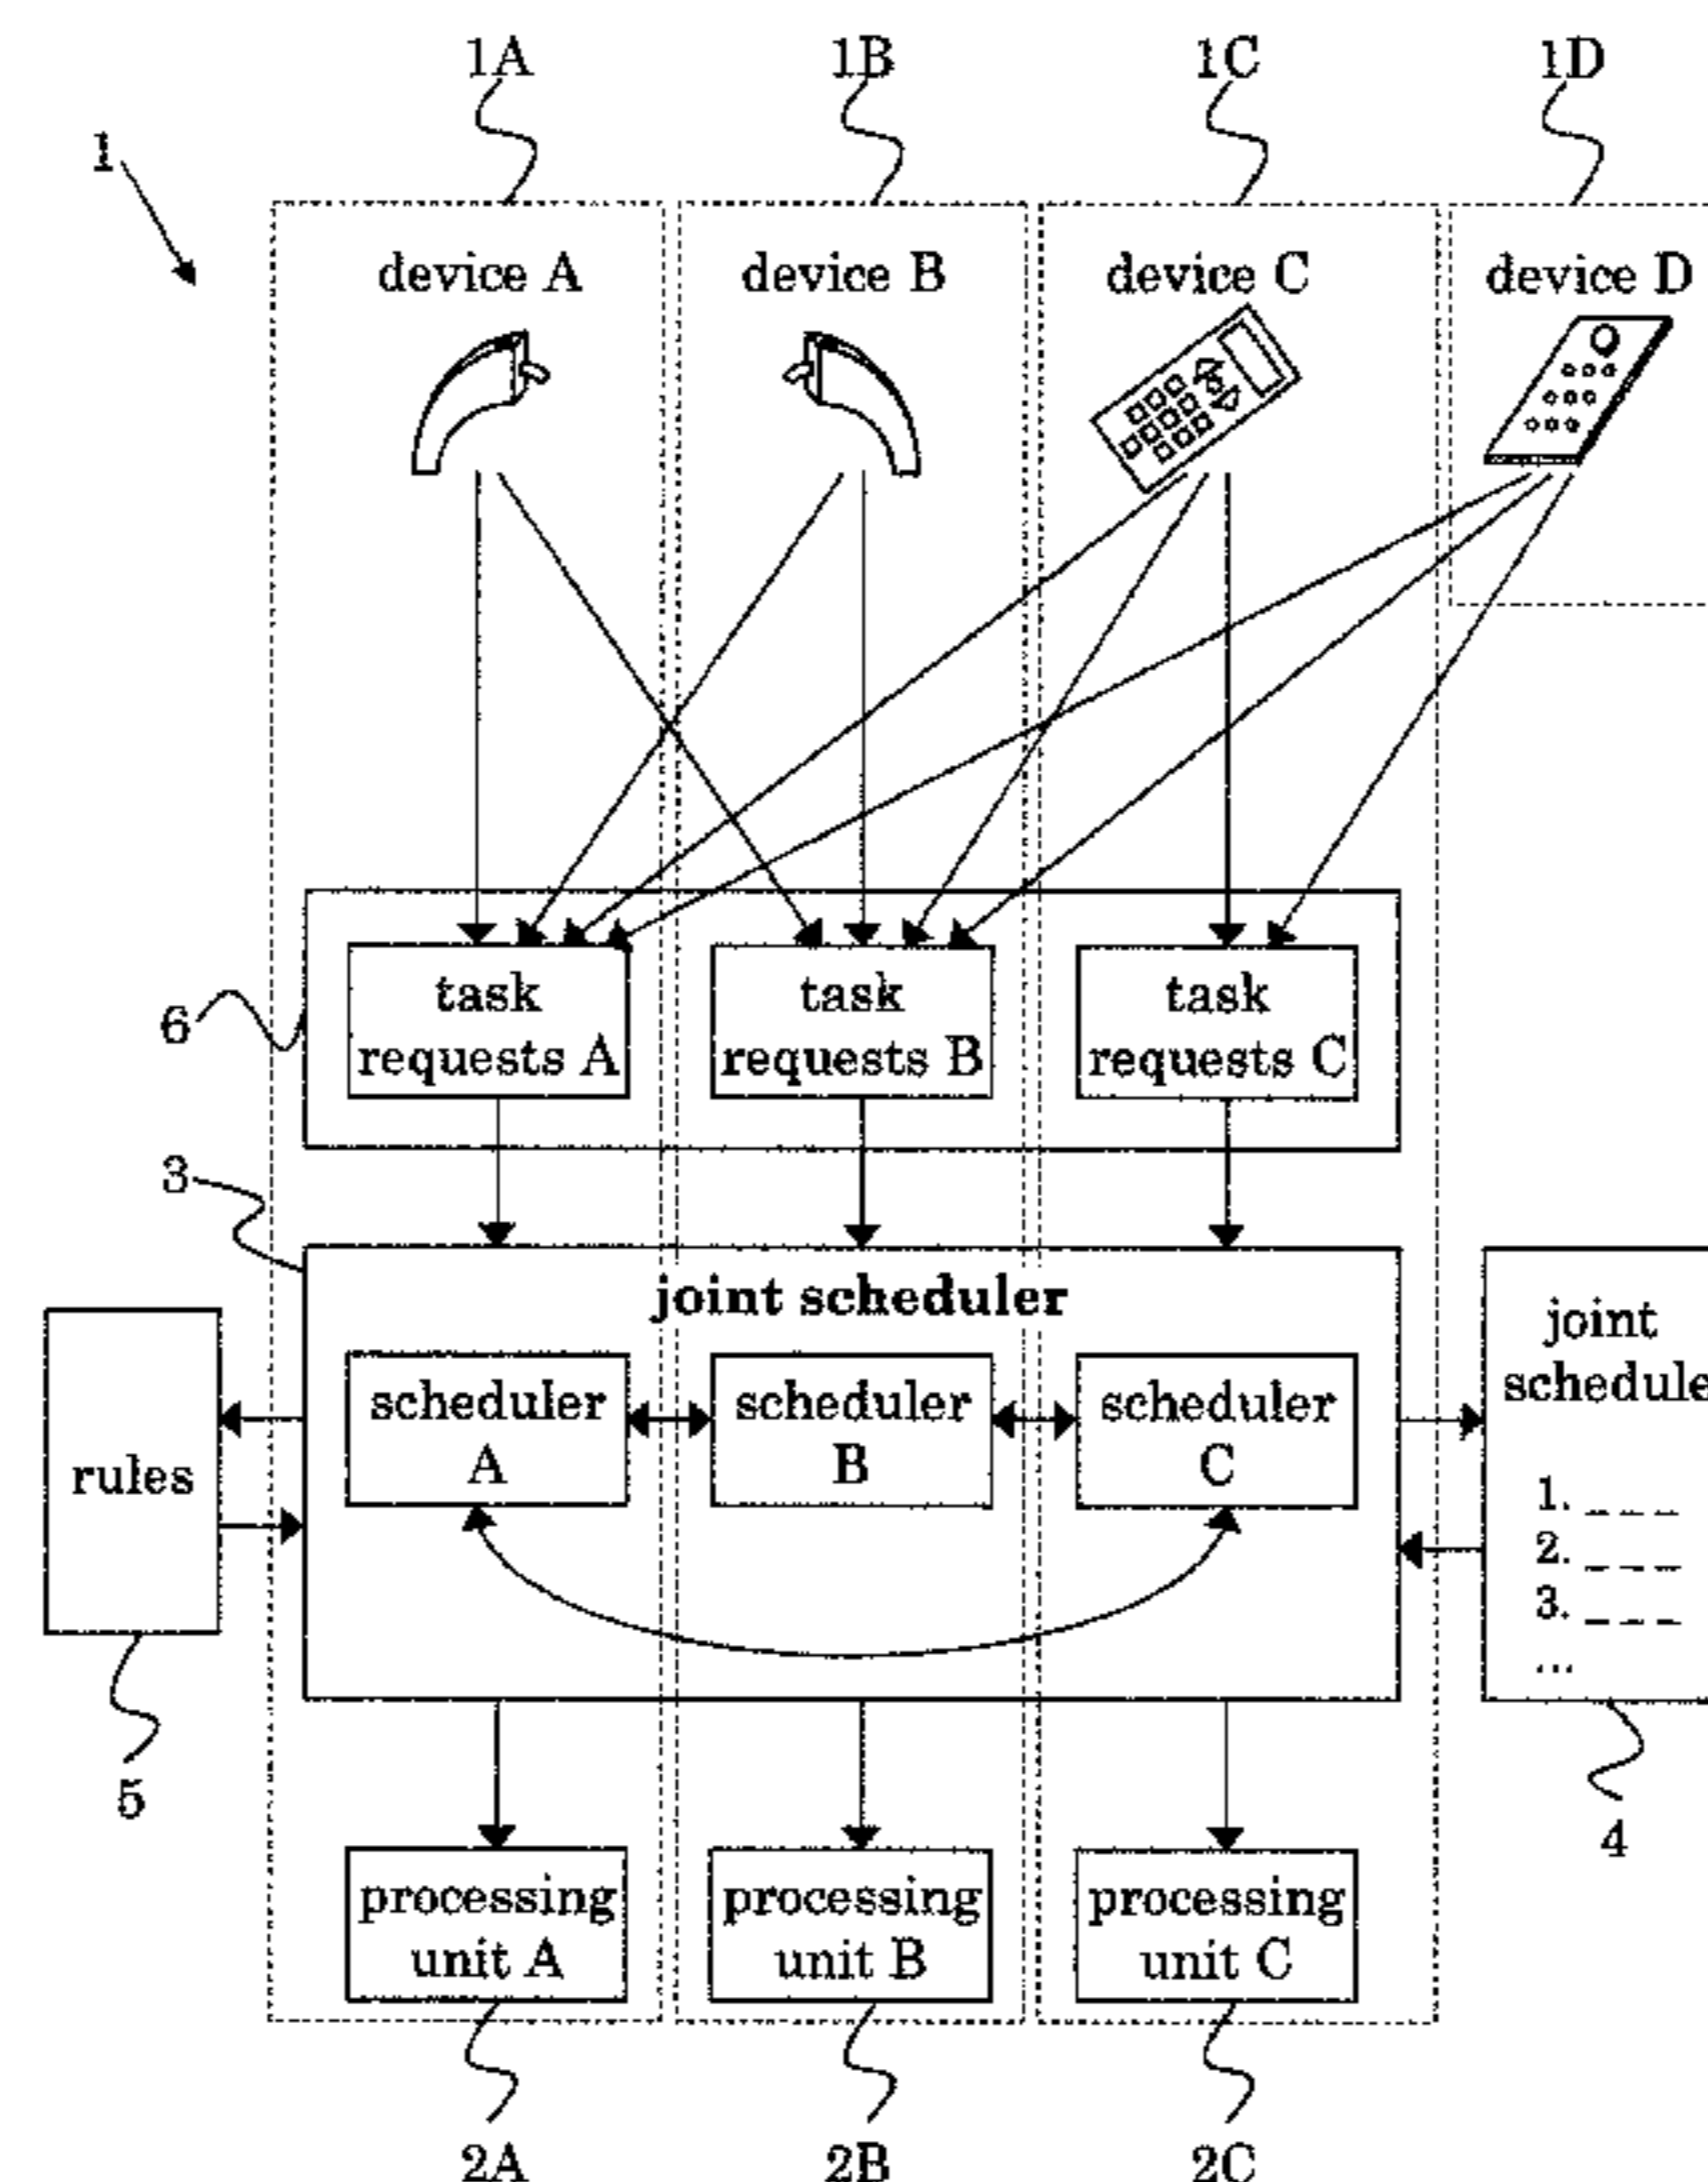 1A 1B 1C 1D
1
device A device B device C device D
task requests A
task requests B
task requests C
6
3
joint scheduler
scheduler A
scheduler B
scheduler C
rules
joint
schedule
1. _ _ _
2. _ _ _
3. _ _ _
...
5
4
processing unit A
processing unit B
processing unit C
2A 2B 2C